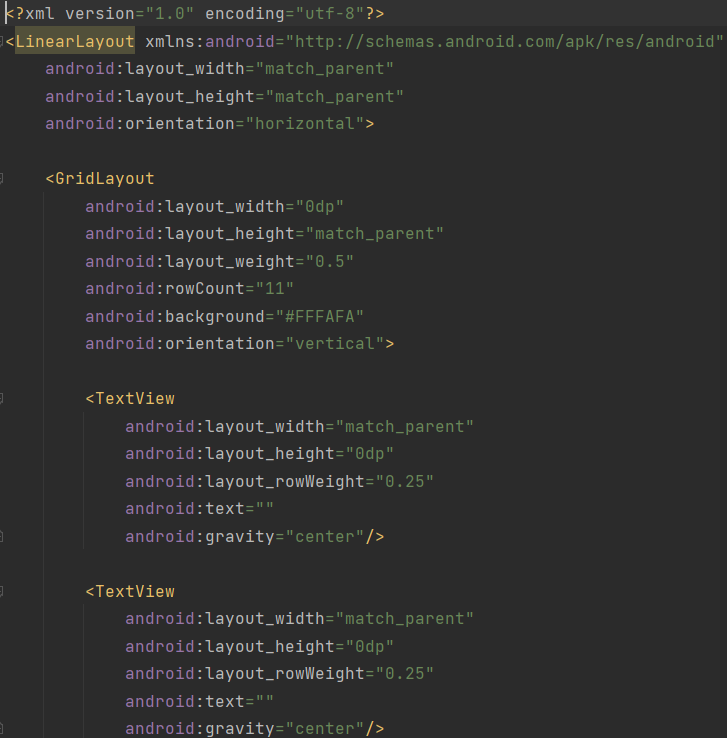 <?xml version="1.0" encoding="utf-8"?>
<LinearLayout xmlns:android="http://schemas.android.com/apk/res/android"
    android:layout_width="match_parent"
    android:layout_height="match_parent"
    android:orientation="horizontal">

    <GridLayout
        android:layout_width="0dp"
        android:layout_height="match_parent"
        android:layout_weight="0.5"
        android:rowCount="11"
        android:background="#FFFAFA"
        android:orientation="vertical">

        <TextView
            android:layout_width="match_parent"
            android:layout_height="0dp"
            android:layout_rowWeight="0.25"
            android:text=""
            android:gravity="center"/>

        <TextView
            android:layout_width="match_parent"
            android:layout_height="0dp"
            android:layout_rowWeight="0.25"
            android:text=""
            android:gravity="center"/>